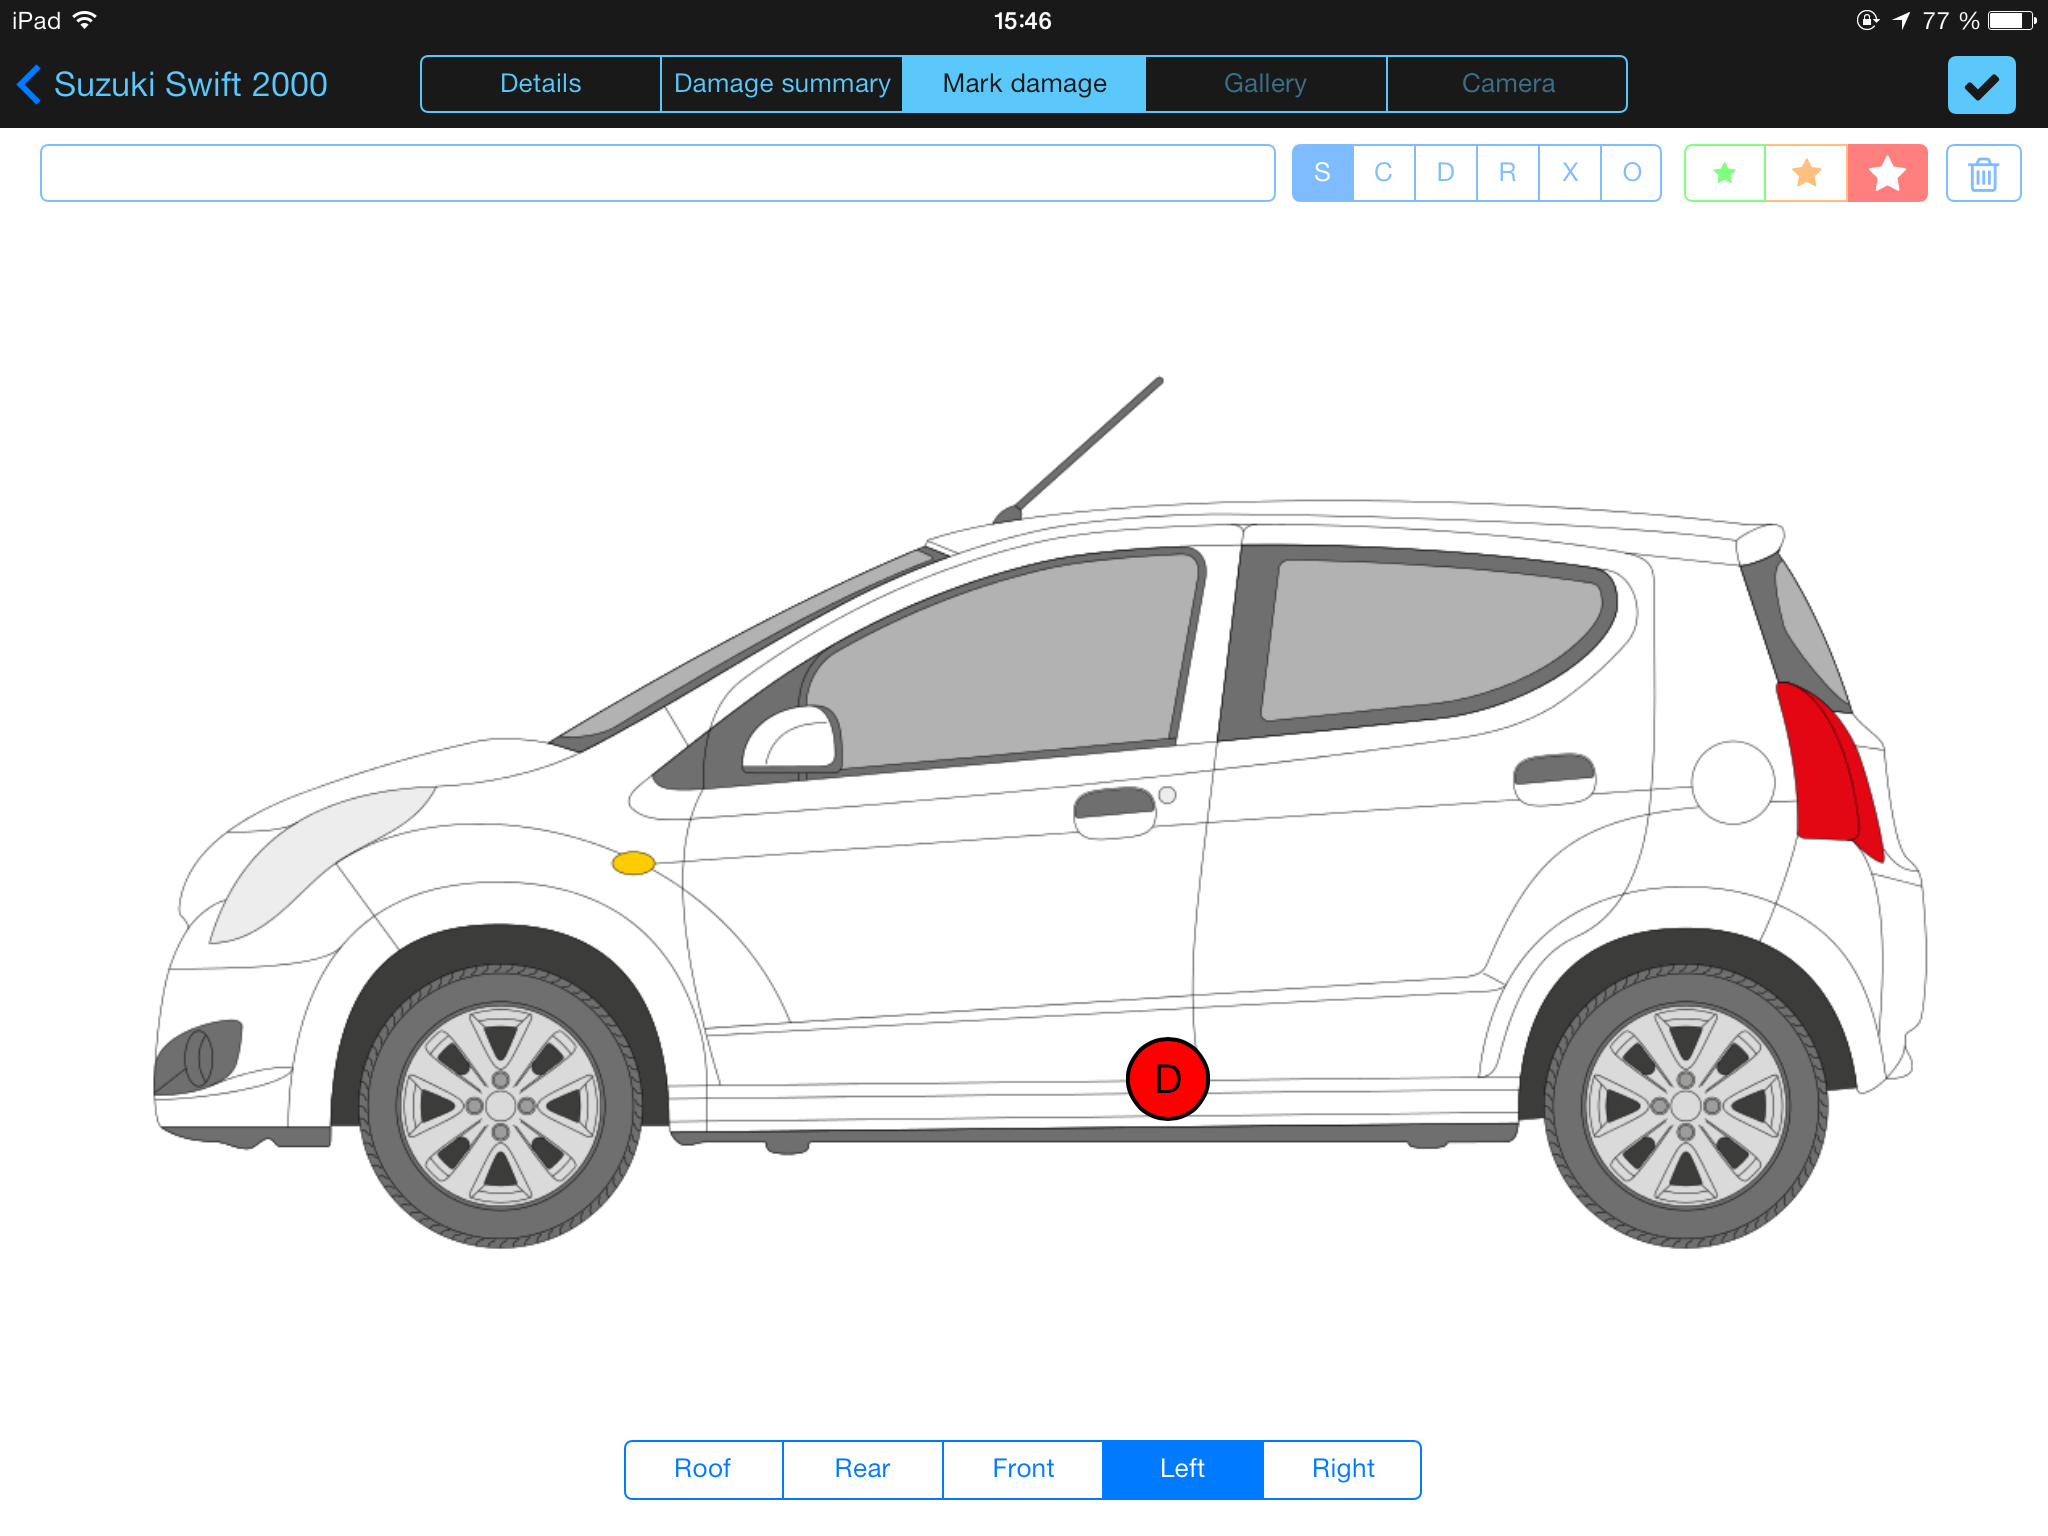 iPad 15:46 77 %
Suzuki Swift 2000 Details Damage summary Mark damage Gallery Camera
S C D R X O
D
Roof Rear Front Left Right